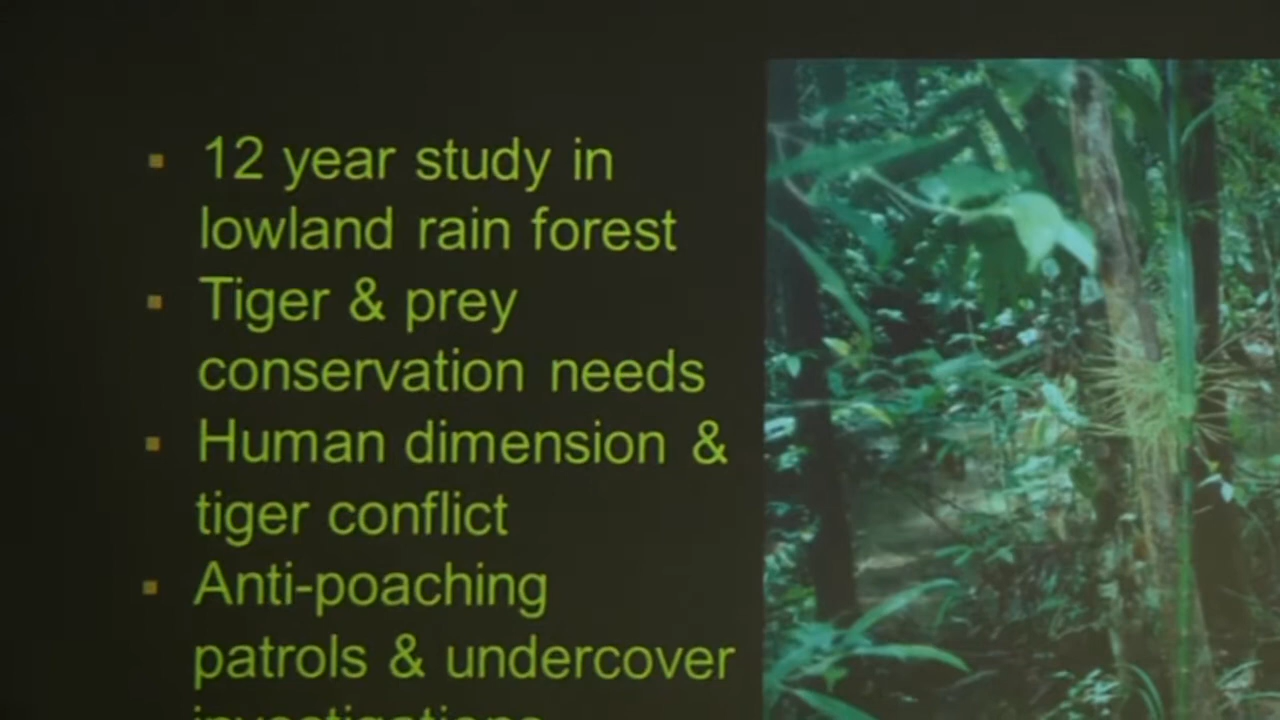 ▪ 12 year study in
lowland rain forest
▪ Tiger & prey
conservation needs
▪ Human dimension &
tiger conflict
▪ Anti-poaching
patrols & undercover
investigations